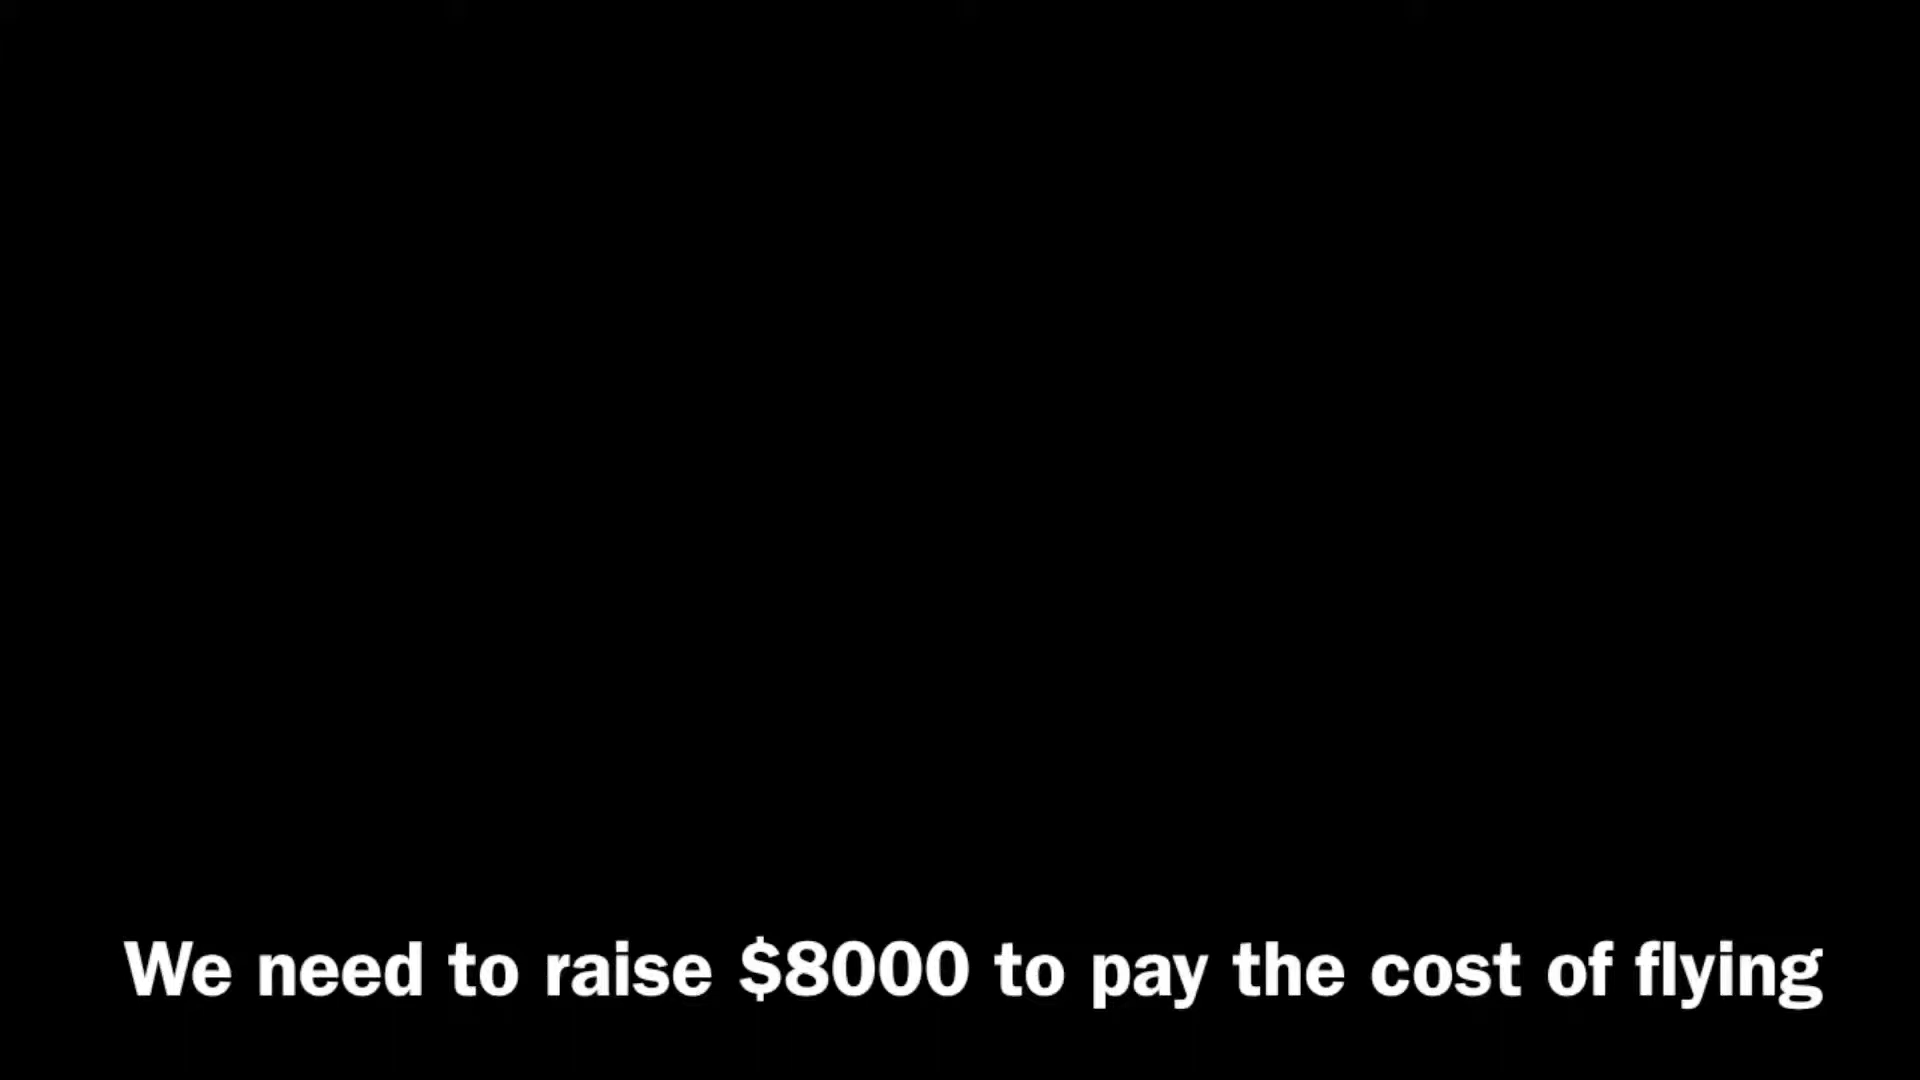 We need to raise $8000 to pay the cost of flying